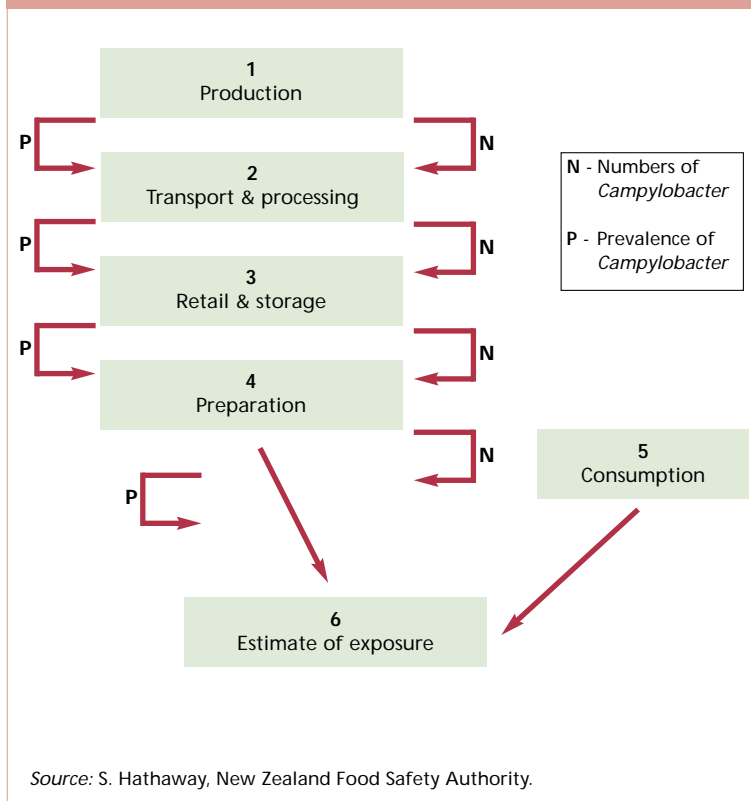 1
Production
P
N
2
Transport & processing
N - Numbers of
Campylobacter
P - Prevalence of
Campylobacter
P
N
3
Retail & storage
P
N
4
Preparation
N
5
Consumption
P
6
Estimate of exposure
Source: S. Hathaway, New Zealand Food Safety Authority.